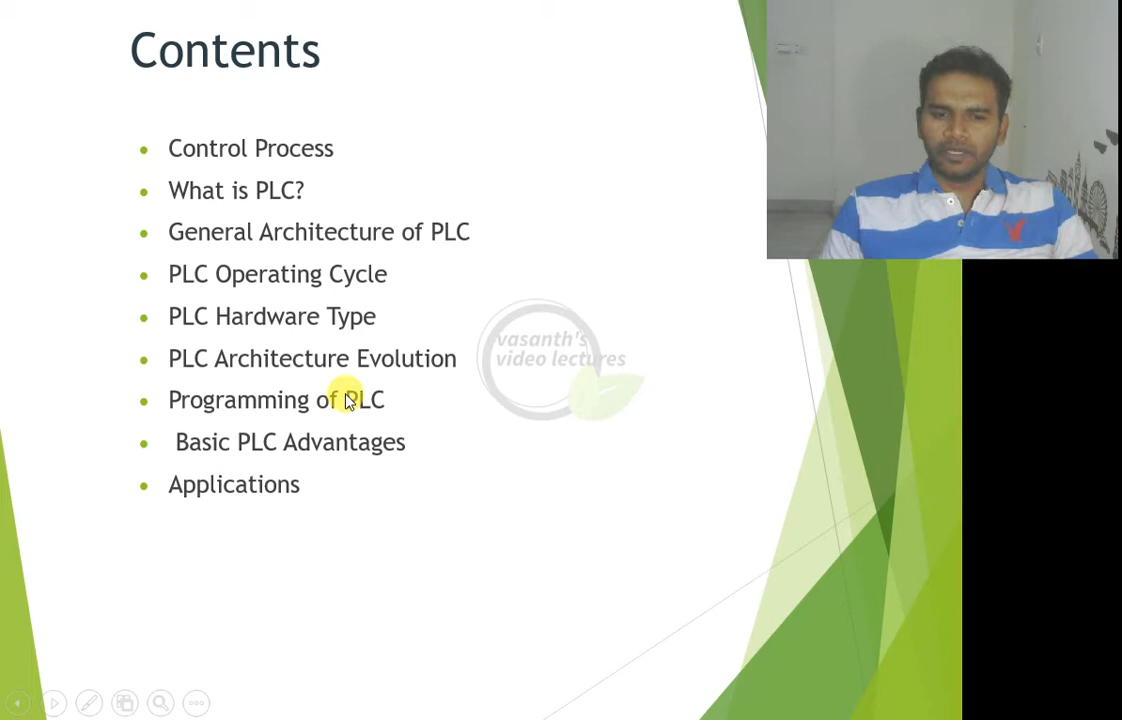 Contents
Control Process
What is PLC?
General Architecture of PLC
PLC Operating Cycle
PLC Hardware Type
PLC Architecture Evolution
Programming of PLC
Basic PLC Advantages
Applications
vasanth's
video lectures